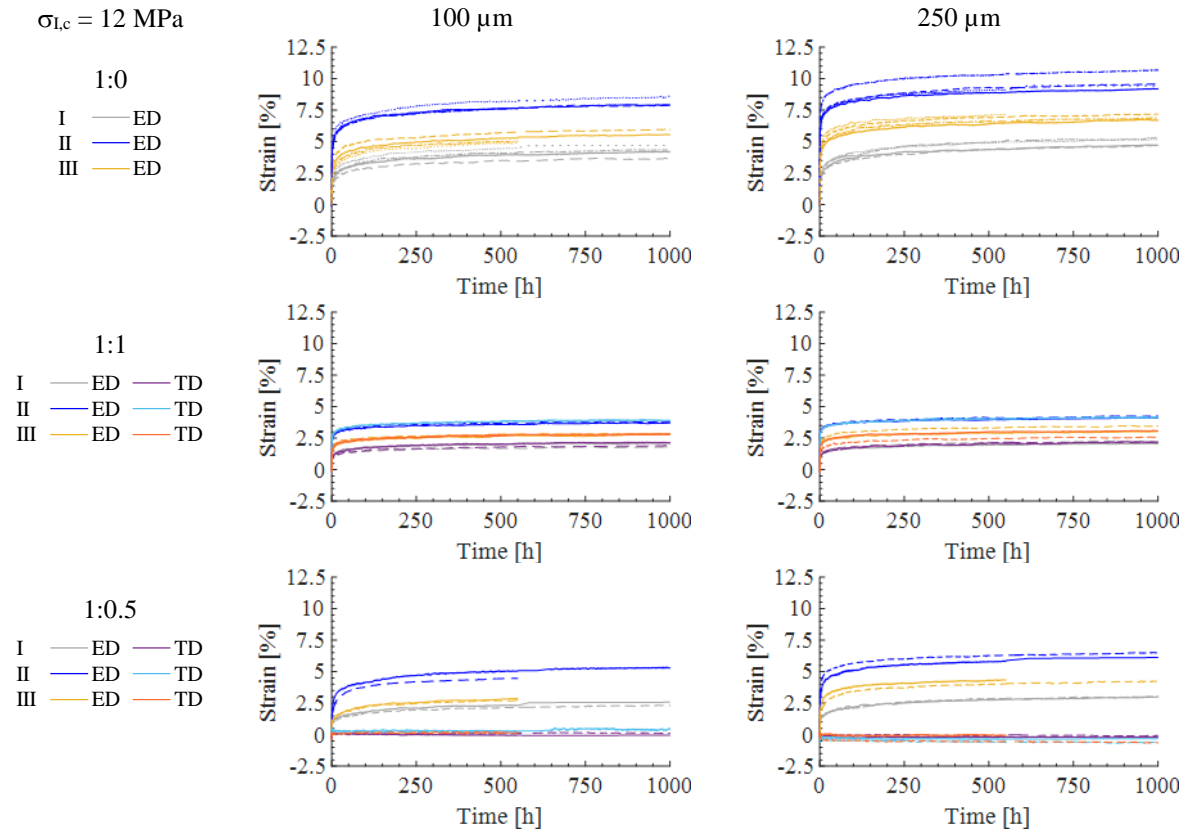 σI,c = 12 MPa
100 µm
250 µm
1:0
I ED
II ED
III ED
12.5
10
7.5
5
2.5
0
-2.5
Strain [%]
0 250 500 750 1000
Time [h]
12.5
10
7.5
5
2.5
0
-2.5
Strain [%]
0 250 500 750 1000
Time [h]
1:1
I ED TD
II ED TD
III ED TD
12.5
10
7.5
5
2.5
0
-2.5
Strain [%]
0 250 500 750 1000
Time [h]
12.5
10
7.5
5
2.5
0
-2.5
Strain [%]
0 250 500 750 1000
Time [h]
1:0.5
I ED TD
II ED TD
III ED TD
12.5
10
7.5
5
2.5
0
-2.5
Strain [%]
0 250 500 750 1000
Time [h]
12.5
10
7.5
5
2.5
0
-2.5
Strain [%]
0 250 500 750 1000
Time [h]